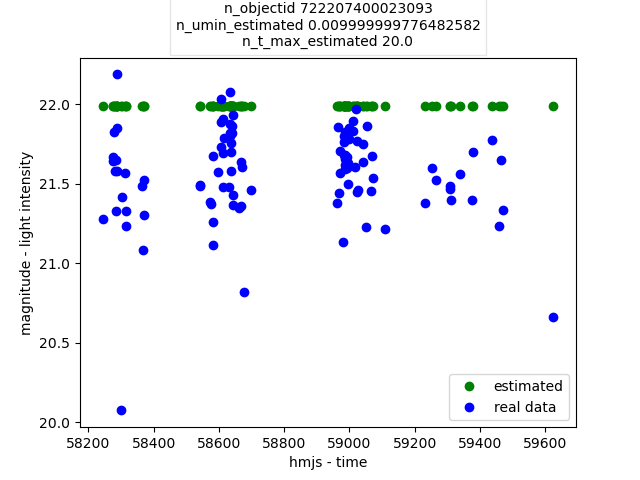 n_objectid 722207400023093
n_umin_estimated 0.009999999776482582
n_t_max_estimated 20.0
22.0
21.5
21.0
20.5
20.0
magnitude - light intensity
estimated
real data
58200 58400 58600 58800 59000 59200 59400 59600
hmjs - time